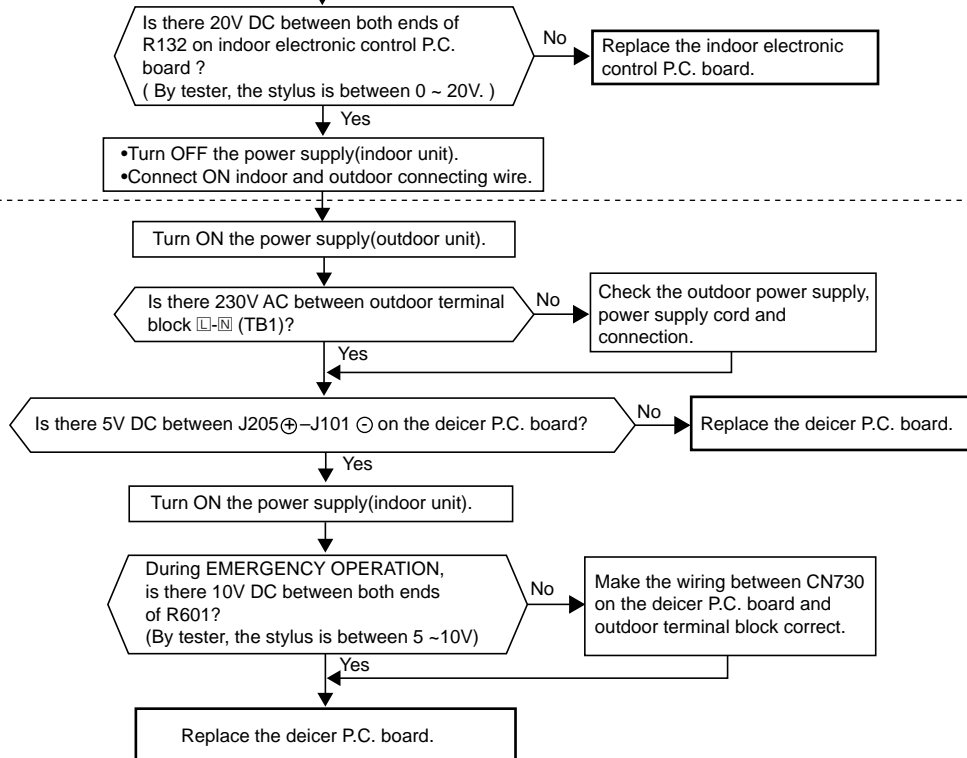 Is there 20V DC between both ends of
R132 on indoor electronic control P.C.
board ?
( By tester, the stylus is between 0 ~ 20V. )
No
Replace the indoor electronic
control P.C. board.
Yes
•Turn OFF the power supply(indoor unit).
•Connect ON indoor and outdoor connecting wire.
Turn ON the power supply(outdoor unit).
Is there 230V AC between outdoor terminal
block L-N (TB1)?
No
Check the outdoor power supply,
power supply cord and
connection.
Yes
Is there 5V DC between J205⊕–J101 ⊖ on the deicer P.C. board?
No
Replace the deicer P.C. board.
Yes
Turn ON the power supply(indoor unit).
During EMERGENCY OPERATION,
is there 10V DC between both ends
of R601?
(By tester, the stylus is between 5 ~10V)
No
Make the wiring between CN730
on the deicer P.C. board and
outdoor terminal block correct.
Yes
Replace the deicer P.C. board.